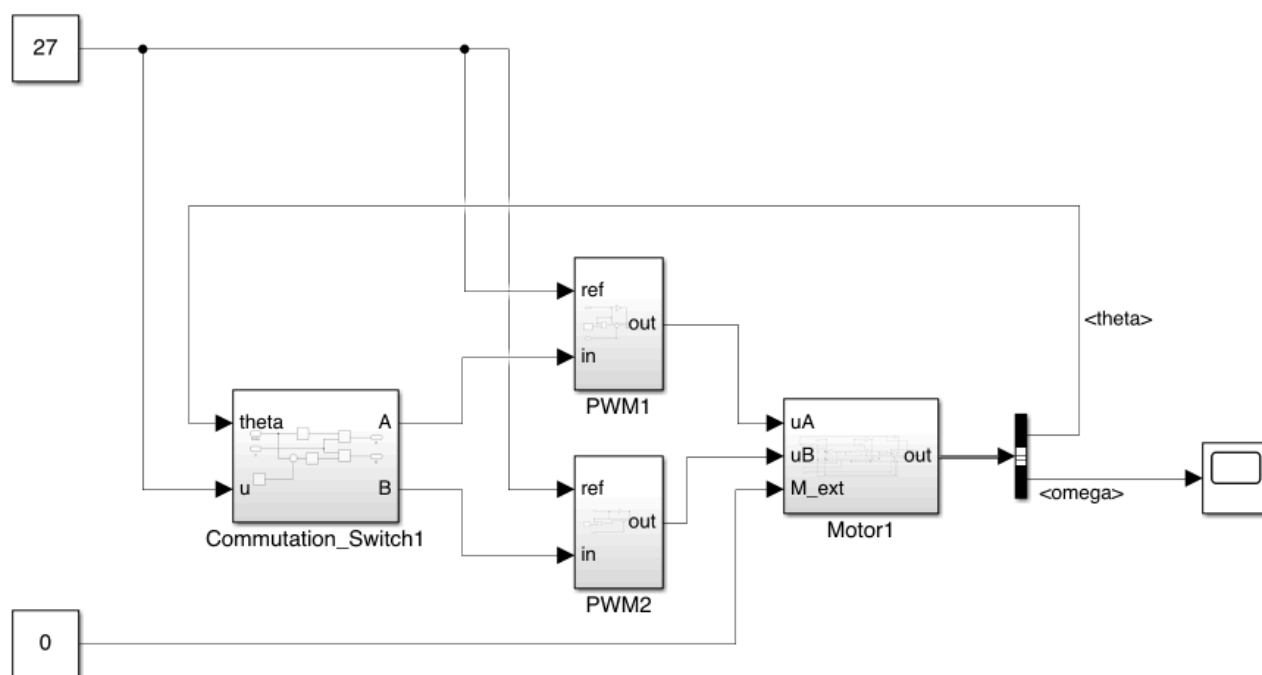 27
ref
out
in
PWM1
<theta>
theta
A
u
B
Commutation_Switch1
ref
out
in
PWM2
uA
uB
out
M_ext
Motor1
<omega>
0